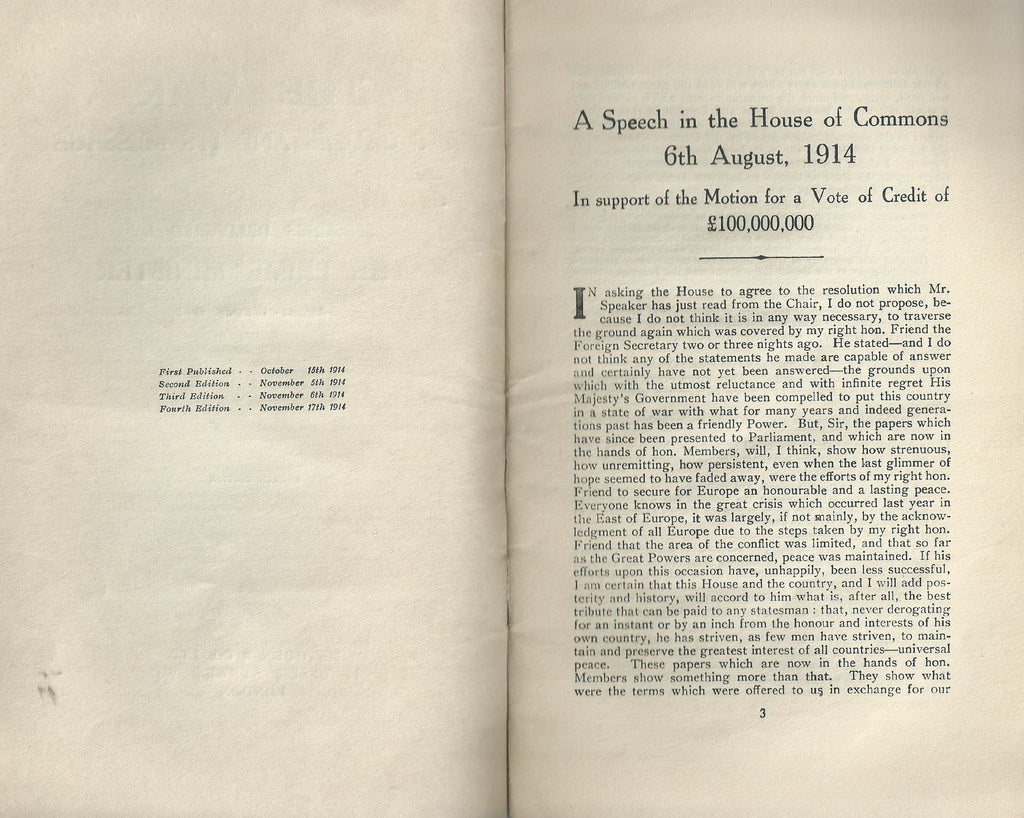 First Published - - October 15th 1914
Second Edition - - November 5th 1914
Third Edition - - November 6th 1914
Fourth Edition - - November 17th 1914
A Speech in the House of Commons
6th August, 1914
In support of the Motion for a Vote of Credit of
£100,000,000
IN asking the House to agree to the resolution which Mr.
Speaker has just read from the Chair, I do not propose, be-
cause I do not think it is in any way necessary, to traverse
the ground again which was covered by my right hon. Friend the
Foreign Secretary two or three nights ago. He stated—and I do
not think any of the statements he made are capable of answer
and certainly have not yet been answered—the grounds upon
which with the utmost reluctance and with infinite regret His
Majesty's Government have been compelled to put this country
in a state of war with what for many years and indeed genera-
tions past has been a friendly Power. But, Sir, the papers which
have since been presented to Parliament, and which are now in
the hands of hon. Members, will, I think, show how strenuous,
how unremitting, how persistent, even when the last glimmer of
hope seemed to have faded away, were the efforts of my right hon.
Friend to secure for Europe an honourable and a lasting peace.
Everyone knows in the great crisis which occurred last year in
the East of Europe, it was largely, if not mainly, by the acknow-
ledgment of all Europe due to the steps taken by my right hon.
Friend that the area of the conflict was limited, and that so far
as the Great Powers are concerned, peace was maintained. If his
efforts upon this occasion have, unhappily, been less successful,
I am certain that this House and the country, and I will add pos-
terity and history, will accord to him what is, after all, the best
tribute that can be paid to any statesman : that, never derogating
for an instant or by an inch from the honour and interests of his
own country, he has striven, as few men have striven, to main-
tain and preserve the greatest interest of all countries—universal
peace. These papers which are now in the hands of hon.
Members show something more than that. They show what
were the terms which were offered to us in exchange for our
3